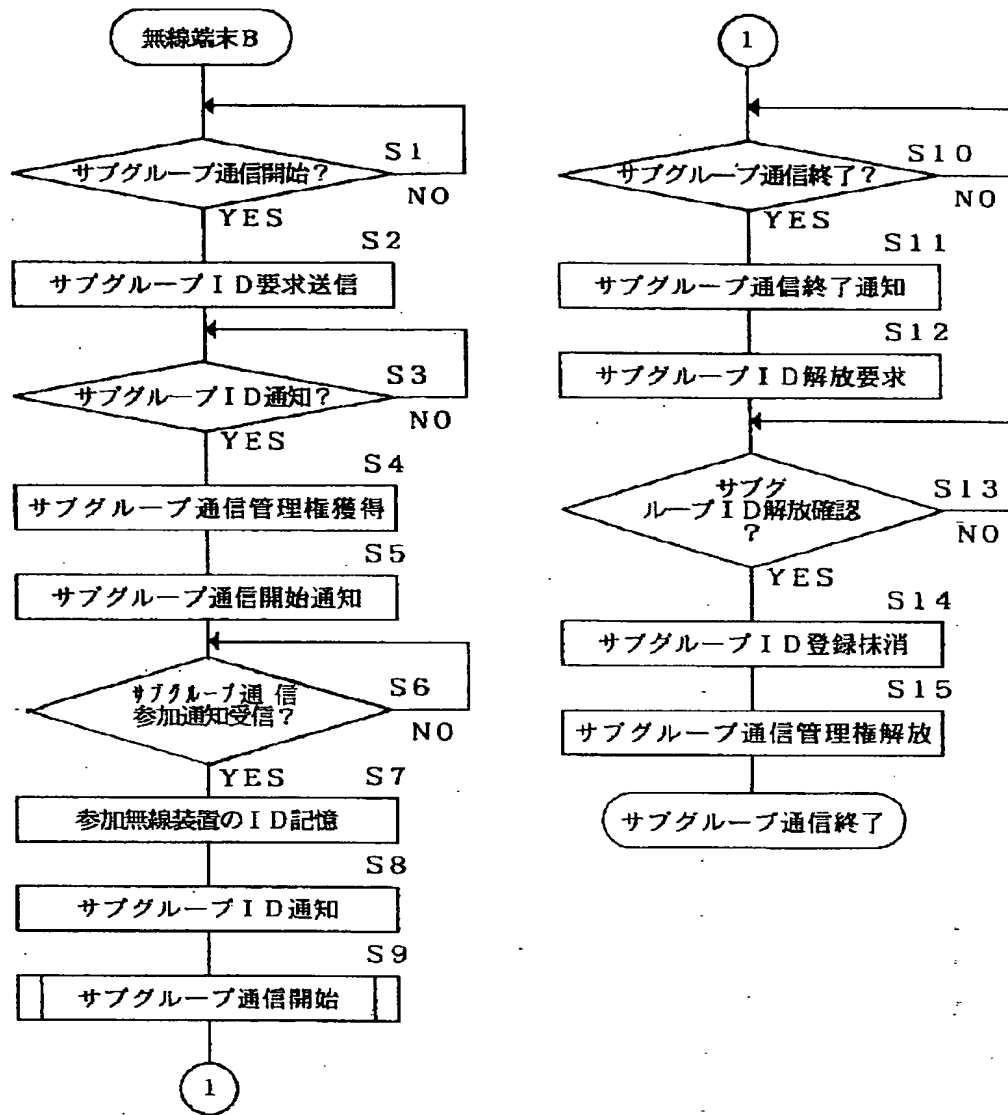 無線端末B
サブグループ通信開始?
S1
NO
YES
S2
サブグループID要求送信
サブグループID通知?
S3
NO
YES
S4
サブグループ通信管理権獲得
S5
サブグループ通信開始通知
サブグループ通信
参加通知受信?
S6
NO
YES
S7
参加無線装置のID記憶
S8
サブグループID通知
S9
サブグループ通信開始
1
1
サブグループ通信終了?
S10
NO
YES
S11
サブグループ通信終了通知
S12
サブグループID解放要求
サブグ
ループID解放確認
?
S13
NO
YES
S14
サブグループID登録抹消
S15
サブグループ通信管理権解放
サブグループ通信終了